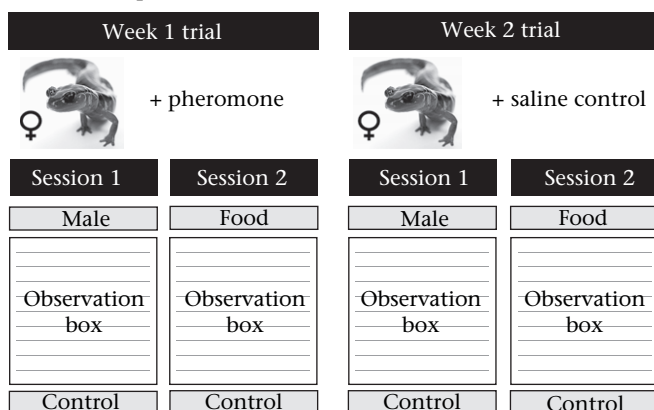 Week 1 trial
+ pheromone
Session 1 Session 2
Male Food
Observation box Observation box
Control Control
Week 2 trial
+ saline control
Session 1 Session 2
Male Food
Observation box Observation box
Control Control